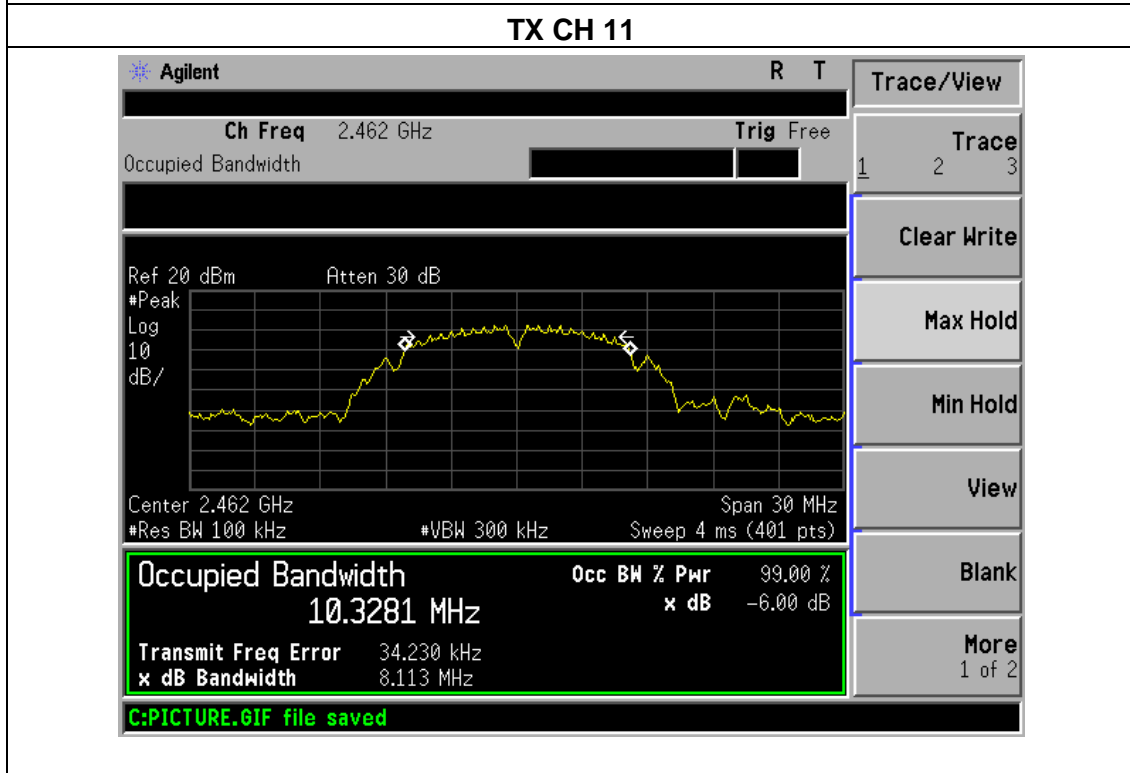 TX CH 11
Agilent R T
Trace/View
Ch Freq 2.462 GHz Trig Free
Occupied Bandwidth
Trace
1 2 3
Clear Write
Ref 20 dBm Atten 30 dB
#Peak
Log
10
dB/
Max Hold
Min Hold
View
Center 2.462 GHz Span 30 MHz
#Res BW 100 kHz #VBW 300 kHz Sweep 4 ms (401 pts)
Occupied Bandwidth Occ BW % Pwr 99.00 %
10.3281 MHz x dB -6.00 dB
Blank
Transmit Freq Error 34.230 kHz
x dB Bandwidth 8.113 MHz
More
1 of 2
C:PICTURE.GIF file saved